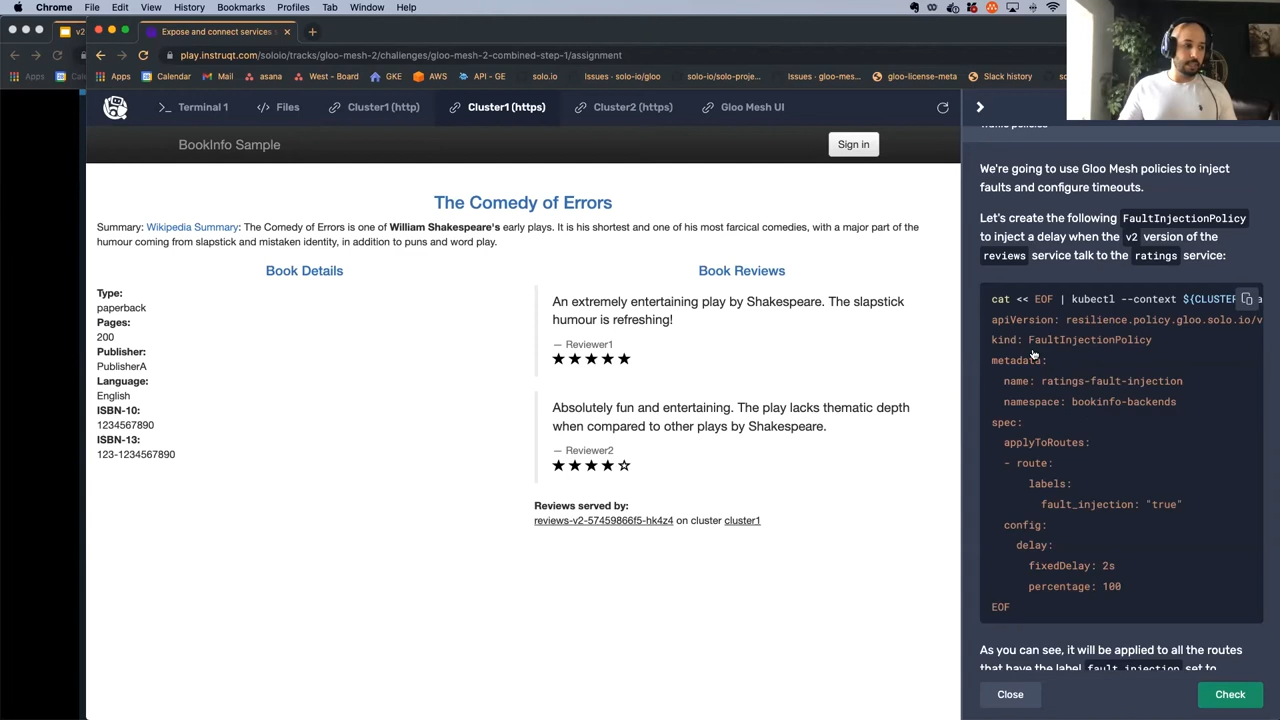 Chrome File Edit View History Bookmarks Profiles Tab Window Help
v2
Expose and connect services
play.instruqt.com/soloio/tracks/gloo-mesh-2/challenges/gloo-mesh-2-combined-step-1/assignment
Apps
Apps Calendar Mail asana West - Board GKE AWS API - GE solo.io Issues · solo-io/gloo solo-io/solo-proje... Issues · gloo-mes... gloo-license-meta Slack history
Terminal 1 Files Cluster1 (http) Cluster1 (https) Cluster2 (https) Gloo Mesh UI
BookInfo Sample
Sign in
The Comedy of Errors
Summary: Wikipedia Summary: The Comedy of Errors is one of William Shakespeare's early plays. It is his shortest and one of his most farcical comedies, with a major part of the
humour coming from slapstick and mistaken identity, in addition to puns and word play.
Book Details
Type:
paperback
Pages:
200
Publisher:
PublisherA
Language:
English
ISBN-10:
1234567890
ISBN-13:
123-1234567890
Book Reviews
An extremely entertaining play by Shakespeare. The slapstick
humour is refreshing!
— Reviewer1
Absolutely fun and entertaining. The play lacks thematic depth
when compared to other plays by Shakespeare.
— Reviewer2
Reviews served by:
reviews-v2-57459866f5-hk4z4 on cluster cluster1
We're going to use Gloo Mesh policies to inject
faults and configure timeouts.
Let's create the following FaultInjectionPolicy
to inject a delay when the v2 version of the
reviews service talk to the ratings service:
cat << EOF | kubectl --context ${CLUSTER
apiVersion: resilience.policy.gloo.solo.io/v
kind: FaultInjectionPolicy
metadata:
name: ratings-fault-injection
namespace: bookinfo-backends
spec:
applyToRoutes:
- route:
labels:
fault_injection: "true"
config:
delay:
fixedDelay: 2s
percentage: 100
EOF
As you can see, it will be applied to all the routes
that have the label fault_injection set to
Close
Check